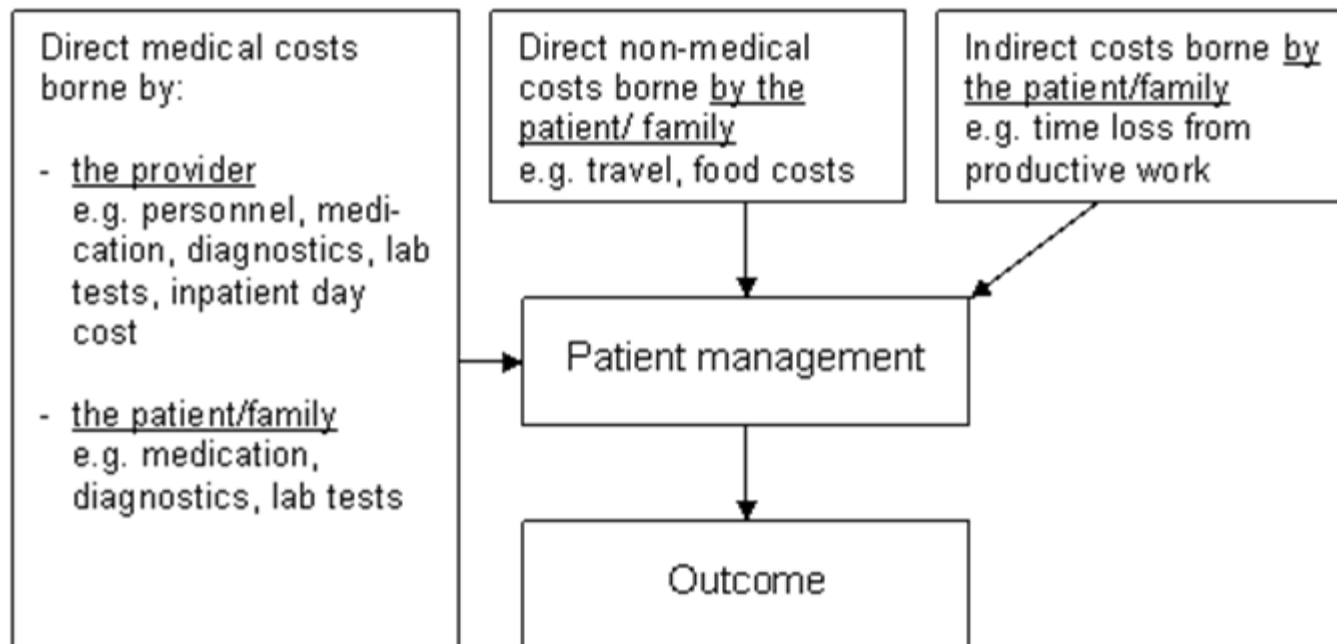 Direct medical costs
borne by:
- the provider
e.g. personnel, medi-
cation, diagnostics, lab
tests, inpatient day
cost
- the patient/family
e.g. medication,
diagnostics, lab tests
Direct non-medical
costs borne by the
patient/ family
e.g. travel, food costs
Indirect costs borne by
the patient/family
e.g. time loss from
productive work
Patient management
Outcome